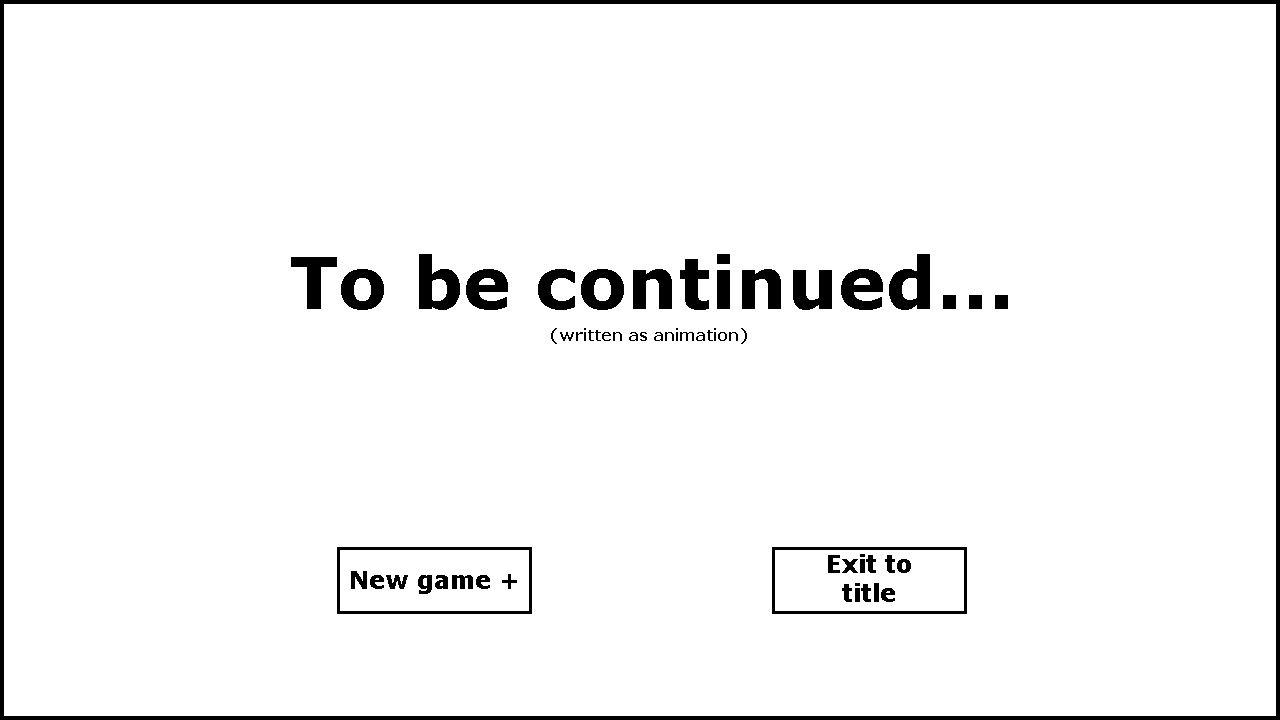 To be continued...
(written as animation)
New game +
Exit to
title